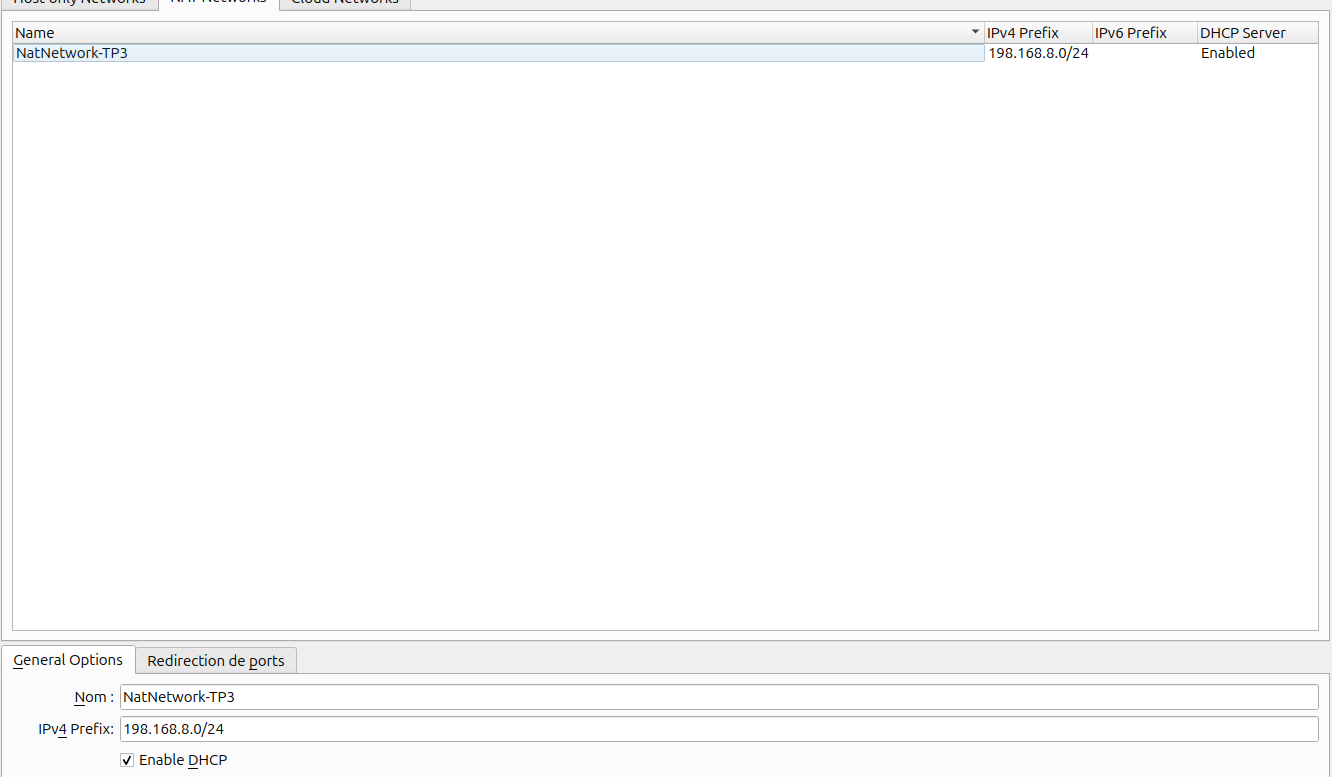 Host-only Networks NAT Networks Cloud Networks
Name IPv4 Prefix IPv6 Prefix DHCP Server
NatNetwork-TP3 198.168.8.0/24 Enabled
General Options Redirection de ports
Nom : NatNetwork-TP3
IPv4 Prefix: 198.168.8.0/24
Enable DHCP